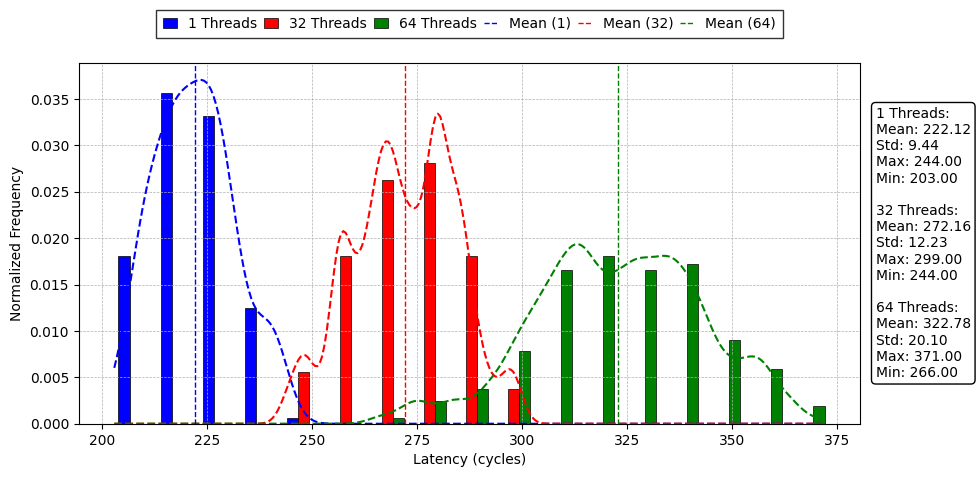 1 Threads 32 Threads 64 Threads Mean (1) Mean (32) Mean (64)
0.035
0.030
0.025
0.020
0.015
0.010
0.005
0.000
Normalized Frequency
200 225 250 275 300 325 350 375
Latency (cycles)
1 Threads:
Mean: 222.12
Std: 9.44
Max: 244.00
Min: 203.00
32 Threads:
Mean: 272.16
Std: 12.23
Max: 299.00
Min: 244.00
64 Threads:
Mean: 322.78
Std: 20.10
Max: 371.00
Min: 266.00